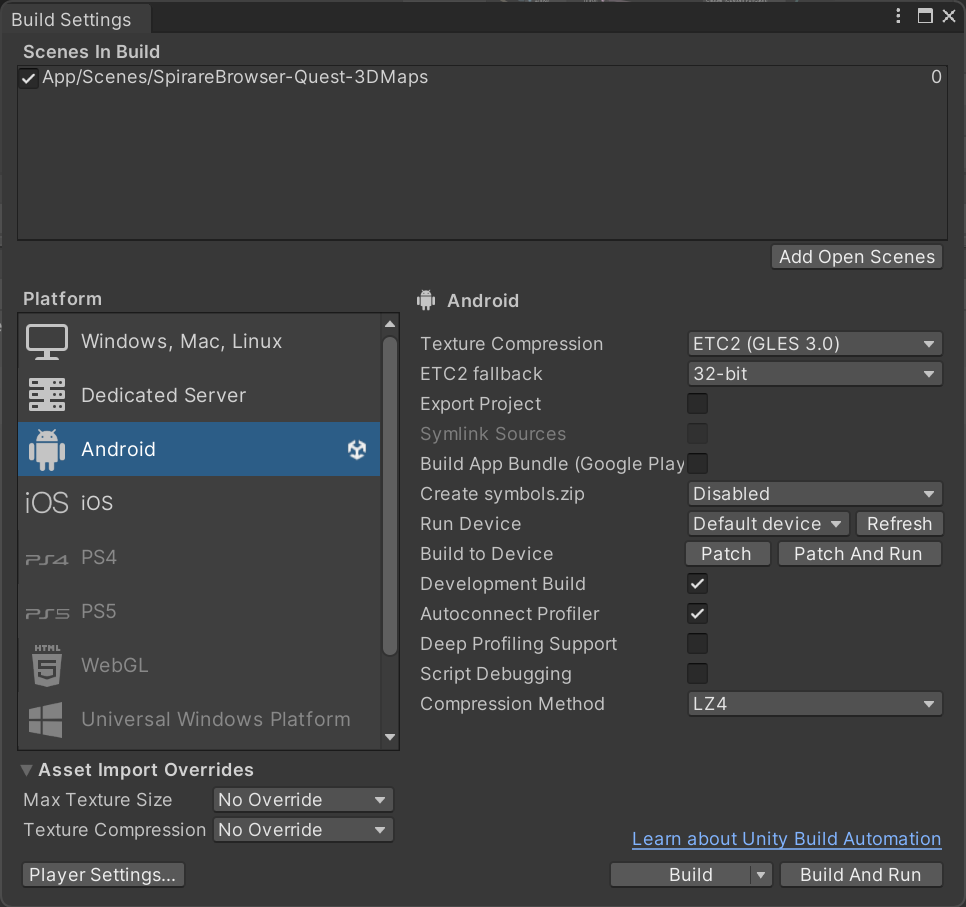 Build Settings
Scenes In Build
App/Scenes/SpirareBrowser-Quest-3DMaps 0
Add Open Scenes
Platform
Windows, Mac, Linux
Dedicated Server
Android
iOS iOS
PS4 PS4
PS5 PS5
HTML
5 WebGL
Universal Windows Platform
Android
Texture Compression ETC2 (GLES 3.0)
ETC2 fallback 32-bit
Export Project
Symlink Sources
Build App Bundle (Google Play
Create symbols.zip Disabled
Run Device Default device Refresh
Build to Device Patch Patch And Run
Development Build
Autoconnect Profiler
Deep Profiling Support
Script Debugging
Compression Method LZ4
Asset Import Overrides
Max Texture Size No Override
Texture Compression No Override
Learn about Unity Build Automation
Player Settings... Build Build And Run